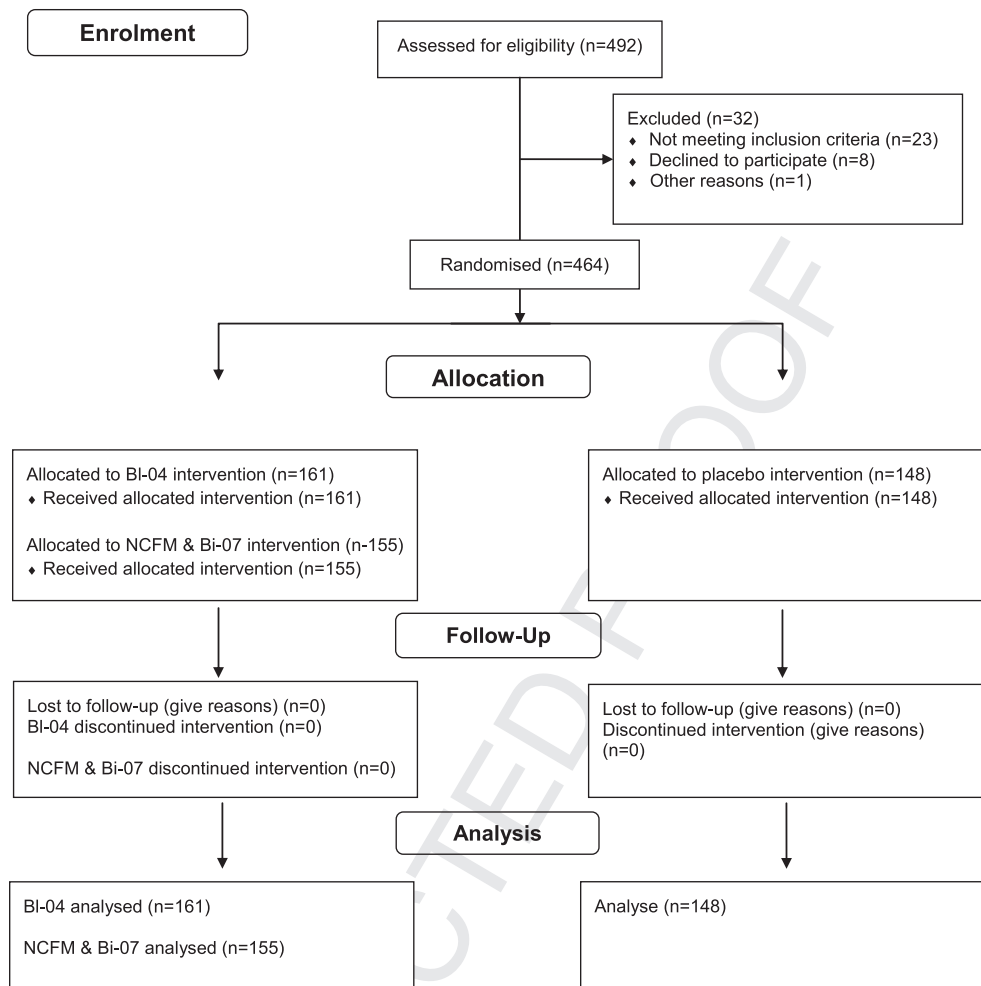 Enrolment
Assessed for eligibility (n=492)
Excluded (n=32)
♦ Not meeting inclusion criteria (n=23)
♦ Declined to participate (n=8)
♦ Other reasons (n=1)
Randomised (n=464)
Allocation
Allocated to Bl-04 intervention (n=161)
♦ Received allocated intervention (n=161)
Allocated to NCFM & Bi-07 intervention (n-155)
♦ Received allocated intervention (n=155)
Allocated to placebo intervention (n=148)
♦ Received allocated intervention (n=148)
Follow-Up
Lost to follow-up (give reasons) (n=0)
Bl-04 discontinued intervention (n=0)
NCFM & Bi-07 discontinued intervention (n=0)
Lost to follow-up (give reasons) (n=0)
Discontinued intervention (give reasons)
(n=0)
Analysis
Bl-04 analysed (n=161)
NCFM & Bi-07 analysed (n=155)
Analyse (n=148)
CTED PROOF